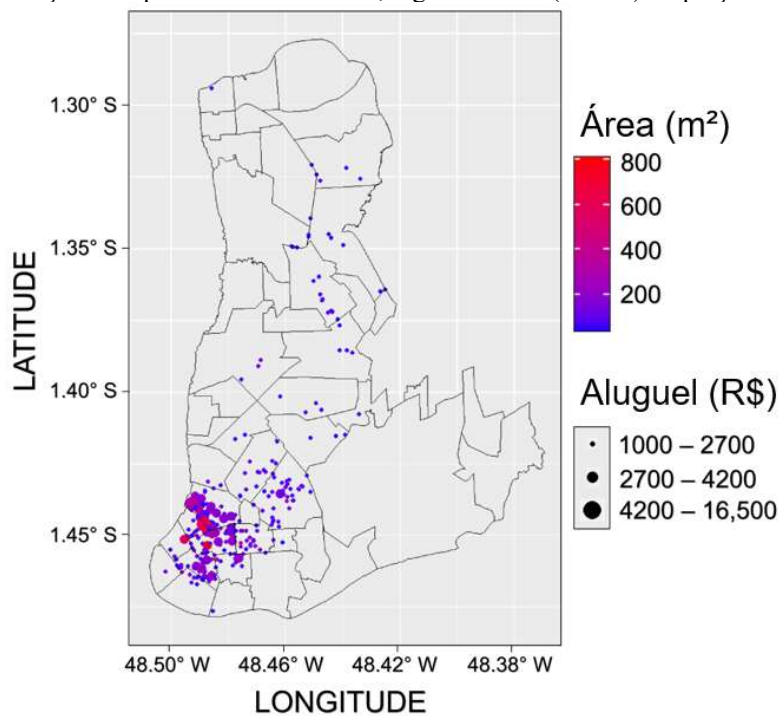 1.30° S
1.35° S
1.40° S
1.45° S
LATITUDE
48.50° W 48.46° W 48.42° W 48.38° W
LONGITUDE
Área (m²)
800
600
400
200
Aluguel (R$)
1000 – 2700
2700 – 4200
4200 – 16,500